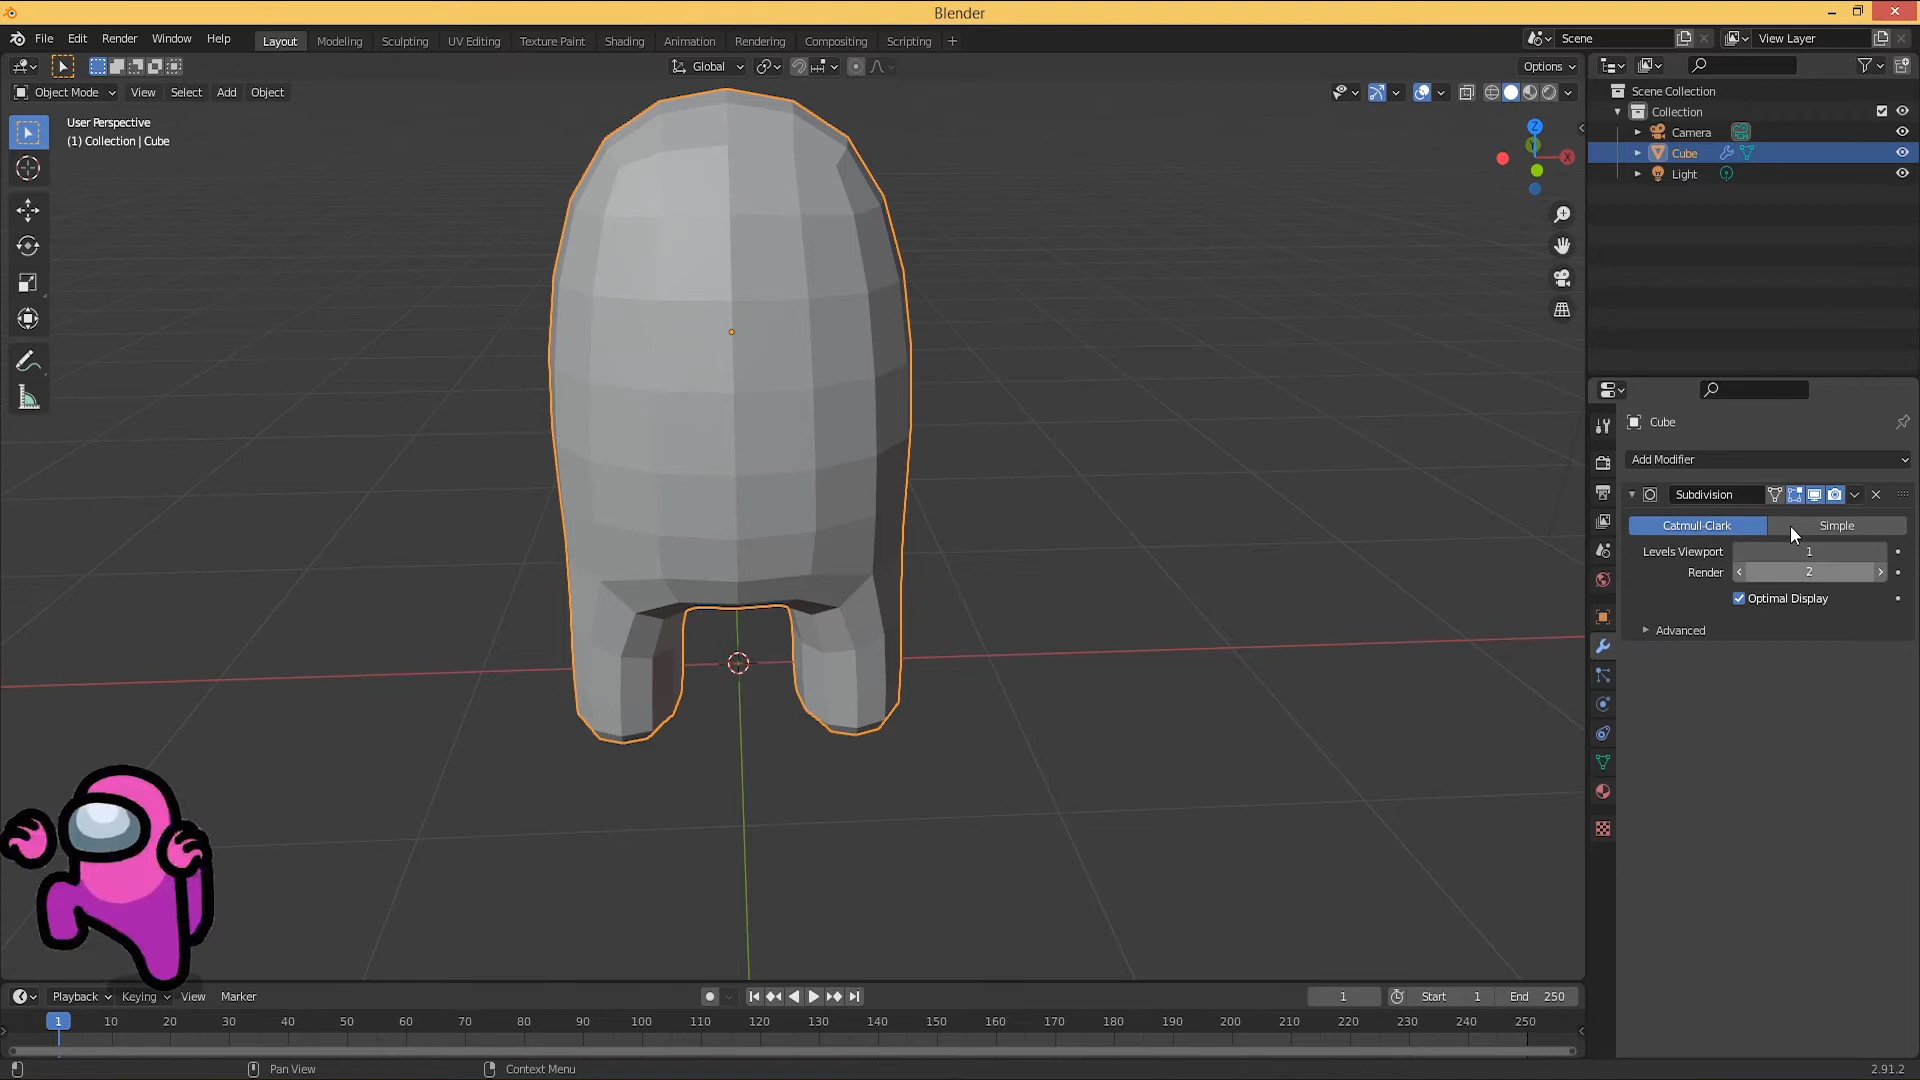 Blender
File Edit Render Window Help Layout Modeling Sculpting UV Editing Texture Paint Shading Animation Rendering Compositing Scripting + Scene View Layer
Global Options
Object Mode View Select Add Object
User Perspective
(1) Collection | Cube
Z
Y
X
Scene Collection
Collection
Camera
Cube
Light
Cube
Add Modifier
Subdivision
Catmull-Clark Simple
Levels Viewport 1
Render 2
Optimal Display
Advanced
Playback Keying View Marker 1 Start 1 End 250
1 10 20 30 40 50 60 70 80 90 100 110 120 130 140 150 160 170 180 190 200 210 220 230 240 250
Pan View Context Menu 2.91.2